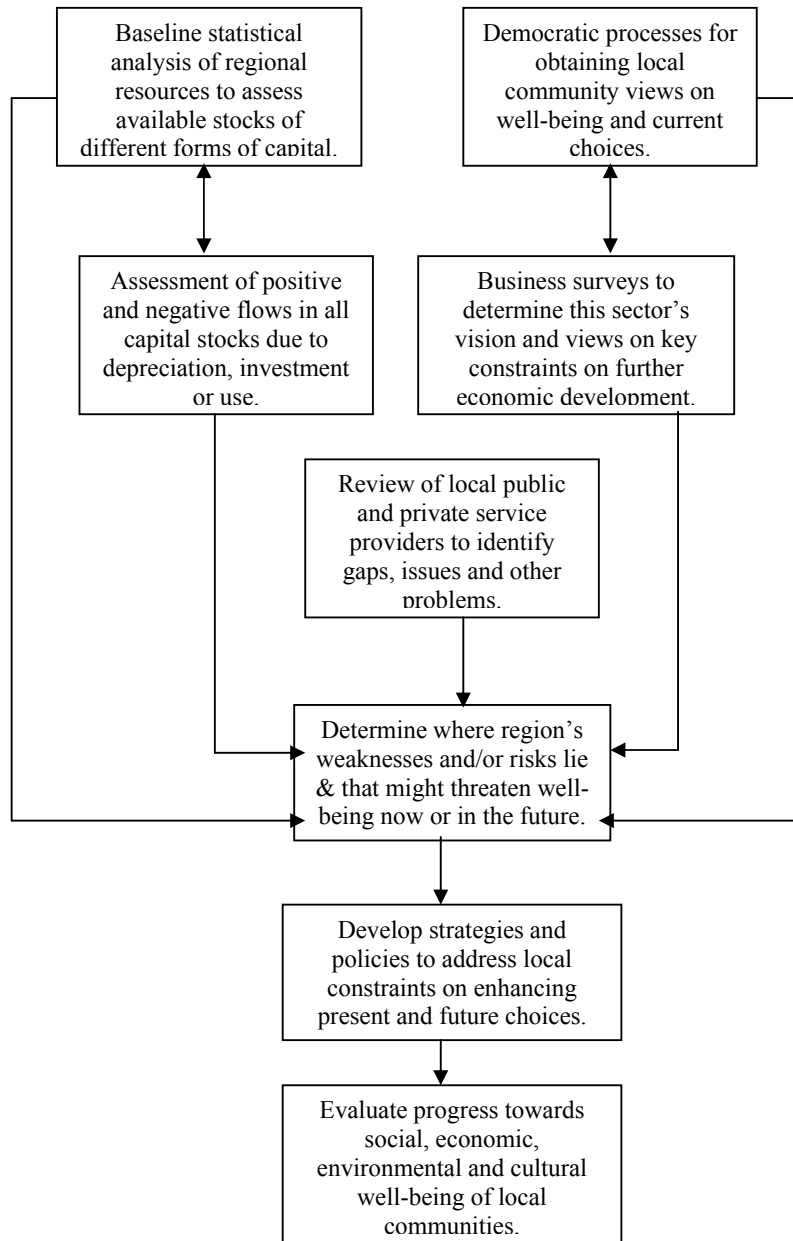 Baseline statistical
analysis of regional
resources to assess
available stocks of
different forms of capital.
Democratic processes for
obtaining local
community views on
well-being and current
choices.
Assessment of positive
and negative flows in all
capital stocks due to
depreciation, investment
or use.
Business surveys to
determine this sector’s
vision and views on key
constraints on further
economic development.
Review of local public
and private service
providers to identify
gaps, issues and other
problems.
Determine where region’s
weaknesses and/or risks lie
& that might threaten well-
being now or in the future.
Develop strategies and
policies to address local
constraints on enhancing
present and future choices.
Evaluate progress towards
social, economic,
environmental and cultural
well-being of local
communities.